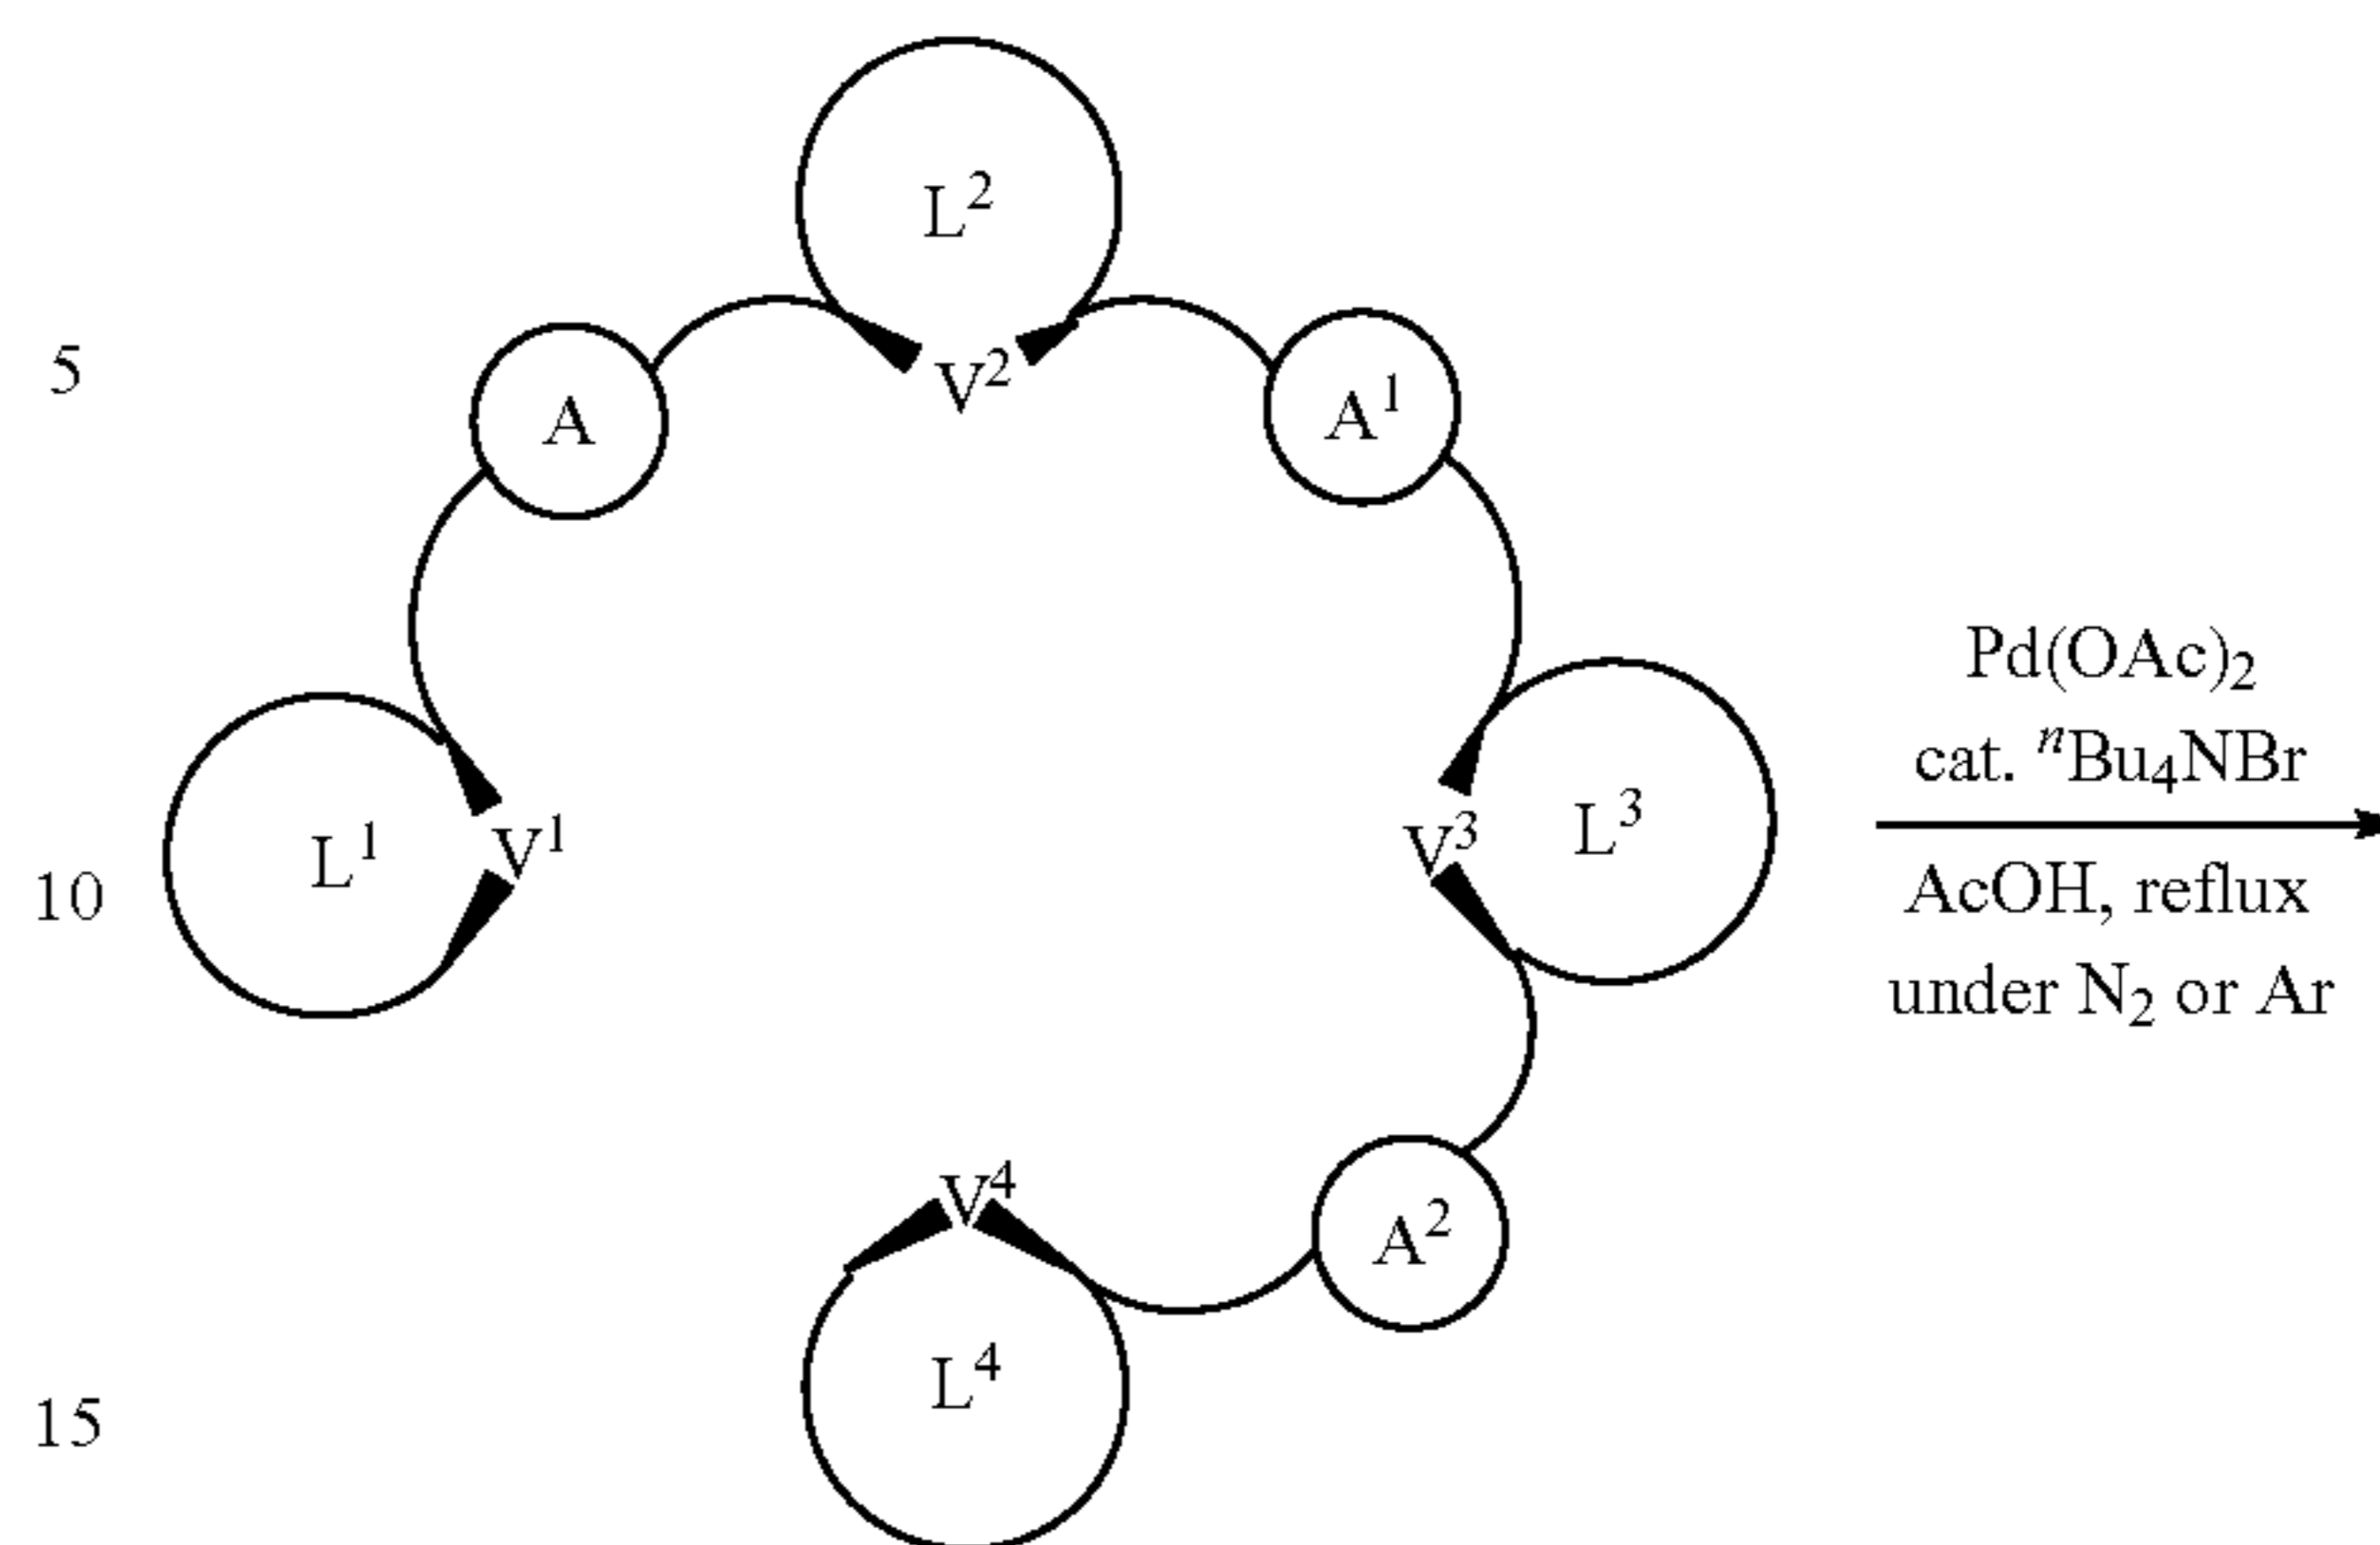 L²
5
V²
A
A¹
Pd(OAc)₂
cat. ⁿBu₄NBr
L¹
V¹
V³
L³
10
AcOH, reflux
under N₂ or Ar
V⁴
A²
L⁴
15